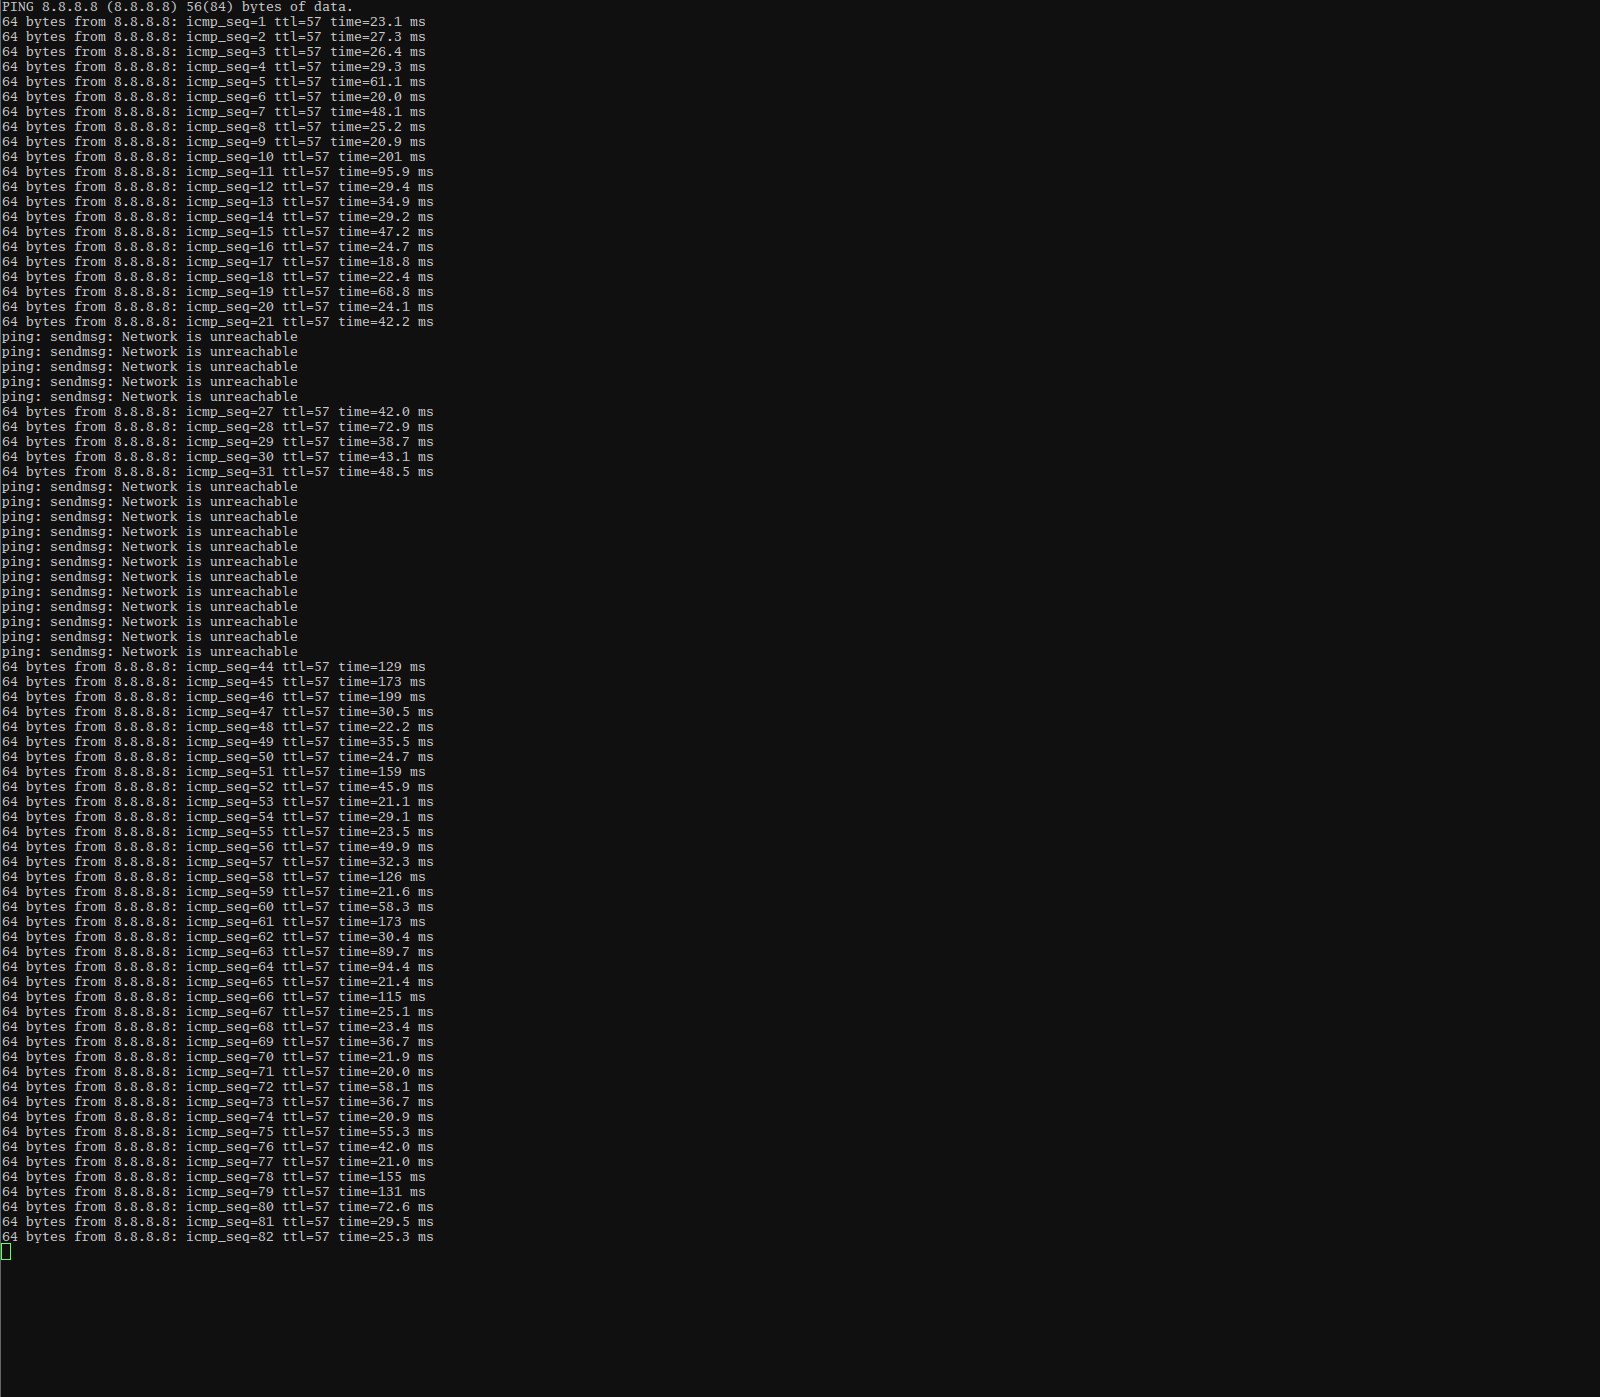 PING 8.8.8.8 (8.8.8.8) 56(84) bytes of data.
64 bytes from 8.8.8.8: icmp_seq=1 ttl=57 time=23.1 ms
64 bytes from 8.8.8.8: icmp_seq=2 ttl=57 time=27.3 ms
64 bytes from 8.8.8.8: icmp_seq=3 ttl=57 time=26.4 ms
64 bytes from 8.8.8.8: icmp_seq=4 ttl=57 time=29.3 ms
64 bytes from 8.8.8.8: icmp_seq=5 ttl=57 time=61.1 ms
64 bytes from 8.8.8.8: icmp_seq=6 ttl=57 time=20.0 ms
64 bytes from 8.8.8.8: icmp_seq=7 ttl=57 time=48.1 ms
64 bytes from 8.8.8.8: icmp_seq=8 ttl=57 time=25.2 ms
64 bytes from 8.8.8.8: icmp_seq=9 ttl=57 time=20.9 ms
64 bytes from 8.8.8.8: icmp_seq=10 ttl=57 time=201 ms
64 bytes from 8.8.8.8: icmp_seq=11 ttl=57 time=95.9 ms
64 bytes from 8.8.8.8: icmp_seq=12 ttl=57 time=29.4 ms
64 bytes from 8.8.8.8: icmp_seq=13 ttl=57 time=34.9 ms
64 bytes from 8.8.8.8: icmp_seq=14 ttl=57 time=29.2 ms
64 bytes from 8.8.8.8: icmp_seq=15 ttl=57 time=47.2 ms
64 bytes from 8.8.8.8: icmp_seq=16 ttl=57 time=24.7 ms
64 bytes from 8.8.8.8: icmp_seq=17 ttl=57 time=18.8 ms
64 bytes from 8.8.8.8: icmp_seq=18 ttl=57 time=22.4 ms
64 bytes from 8.8.8.8: icmp_seq=19 ttl=57 time=68.8 ms
64 bytes from 8.8.8.8: icmp_seq=20 ttl=57 time=24.1 ms
64 bytes from 8.8.8.8: icmp_seq=21 ttl=57 time=42.2 ms
ping: sendmsg: Network is unreachable
ping: sendmsg: Network is unreachable
ping: sendmsg: Network is unreachable
ping: sendmsg: Network is unreachable
ping: sendmsg: Network is unreachable
64 bytes from 8.8.8.8: icmp_seq=27 ttl=57 time=42.0 ms
64 bytes from 8.8.8.8: icmp_seq=28 ttl=57 time=72.9 ms
64 bytes from 8.8.8.8: icmp_seq=29 ttl=57 time=38.7 ms
64 bytes from 8.8.8.8: icmp_seq=30 ttl=57 time=43.1 ms
64 bytes from 8.8.8.8: icmp_seq=31 ttl=57 time=48.5 ms
ping: sendmsg: Network is unreachable
ping: sendmsg: Network is unreachable
ping: sendmsg: Network is unreachable
ping: sendmsg: Network is unreachable
ping: sendmsg: Network is unreachable
ping: sendmsg: Network is unreachable
ping: sendmsg: Network is unreachable
ping: sendmsg: Network is unreachable
ping: sendmsg: Network is unreachable
ping: sendmsg: Network is unreachable
ping: sendmsg: Network is unreachable
ping: sendmsg: Network is unreachable
64 bytes from 8.8.8.8: icmp_seq=44 ttl=57 time=129 ms
64 bytes from 8.8.8.8: icmp_seq=45 ttl=57 time=173 ms
64 bytes from 8.8.8.8: icmp_seq=46 ttl=57 time=199 ms
64 bytes from 8.8.8.8: icmp_seq=47 ttl=57 time=30.5 ms
64 bytes from 8.8.8.8: icmp_seq=48 ttl=57 time=22.2 ms
64 bytes from 8.8.8.8: icmp_seq=49 ttl=57 time=35.5 ms
64 bytes from 8.8.8.8: icmp_seq=50 ttl=57 time=24.7 ms
64 bytes from 8.8.8.8: icmp_seq=51 ttl=57 time=159 ms
64 bytes from 8.8.8.8: icmp_seq=52 ttl=57 time=45.9 ms
64 bytes from 8.8.8.8: icmp_seq=53 ttl=57 time=21.1 ms
64 bytes from 8.8.8.8: icmp_seq=54 ttl=57 time=29.1 ms
64 bytes from 8.8.8.8: icmp_seq=55 ttl=57 time=23.5 ms
64 bytes from 8.8.8.8: icmp_seq=56 ttl=57 time=49.9 ms
64 bytes from 8.8.8.8: icmp_seq=57 ttl=57 time=32.3 ms
64 bytes from 8.8.8.8: icmp_seq=58 ttl=57 time=126 ms
64 bytes from 8.8.8.8: icmp_seq=59 ttl=57 time=21.6 ms
64 bytes from 8.8.8.8: icmp_seq=60 ttl=57 time=58.3 ms
64 bytes from 8.8.8.8: icmp_seq=61 ttl=57 time=173 ms
64 bytes from 8.8.8.8: icmp_seq=62 ttl=57 time=30.4 ms
64 bytes from 8.8.8.8: icmp_seq=63 ttl=57 time=89.7 ms
64 bytes from 8.8.8.8: icmp_seq=64 ttl=57 time=94.4 ms
64 bytes from 8.8.8.8: icmp_seq=65 ttl=57 time=21.4 ms
64 bytes from 8.8.8.8: icmp_seq=66 ttl=57 time=115 ms
64 bytes from 8.8.8.8: icmp_seq=67 ttl=57 time=25.1 ms
64 bytes from 8.8.8.8: icmp_seq=68 ttl=57 time=23.4 ms
64 bytes from 8.8.8.8: icmp_seq=69 ttl=57 time=36.7 ms
64 bytes from 8.8.8.8: icmp_seq=70 ttl=57 time=21.9 ms
64 bytes from 8.8.8.8: icmp_seq=71 ttl=57 time=20.0 ms
64 bytes from 8.8.8.8: icmp_seq=72 ttl=57 time=58.1 ms
64 bytes from 8.8.8.8: icmp_seq=73 ttl=57 time=36.7 ms
64 bytes from 8.8.8.8: icmp_seq=74 ttl=57 time=20.9 ms
64 bytes from 8.8.8.8: icmp_seq=75 ttl=57 time=55.3 ms
64 bytes from 8.8.8.8: icmp_seq=76 ttl=57 time=42.0 ms
64 bytes from 8.8.8.8: icmp_seq=77 ttl=57 time=21.0 ms
64 bytes from 8.8.8.8: icmp_seq=78 ttl=57 time=155 ms
64 bytes from 8.8.8.8: icmp_seq=79 ttl=57 time=131 ms
64 bytes from 8.8.8.8: icmp_seq=80 ttl=57 time=72.6 ms
64 bytes from 8.8.8.8: icmp_seq=81 ttl=57 time=29.5 ms
64 bytes from 8.8.8.8: icmp_seq=82 ttl=57 time=25.3 ms